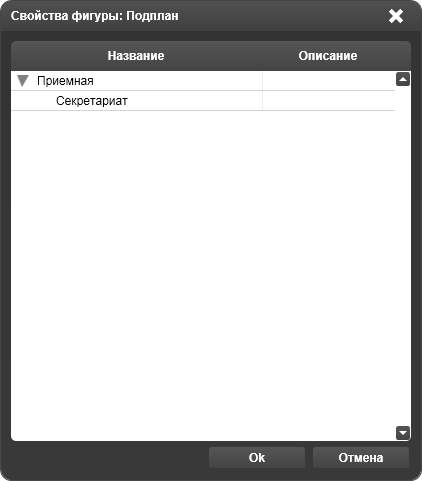 Свойства фигуры: Подплан
Название Описание
Приемная
Секретариат
Ok Отмена